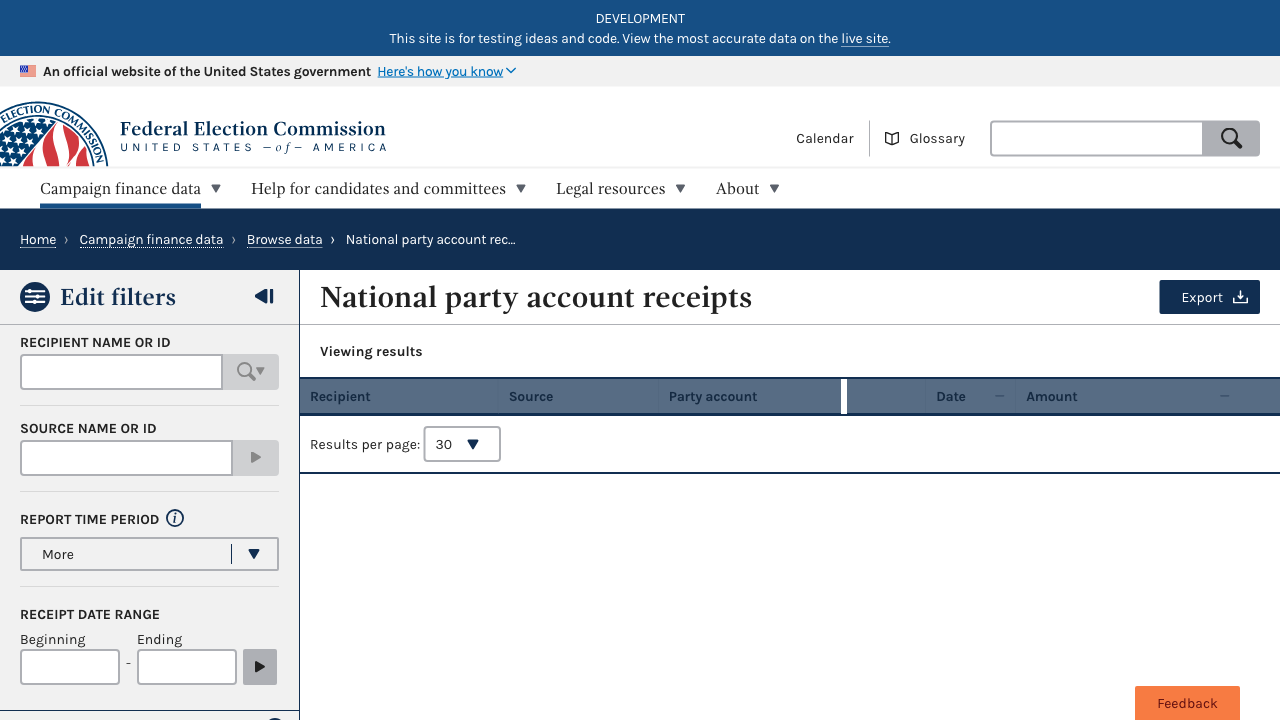 DEVELOPMENT
This site is for testing ideas and code. View the most accurate data on the live site.
An official website of the United States government Here's how you know
ELECTION COMMISSION
Federal Election Commission
UNITED STATES — of — AMERICA
Calendar
Glossary
Campaign finance data
Help for candidates and committees
Legal resources
About
Home › Campaign finance data › Browse data › National party account rec…
Edit filters
National party account receipts
Export
RECIPIENT NAME OR ID
Viewing results
Recipient Source Party account Date Amount
SOURCE NAME OR ID
Results per page: 30
REPORT TIME PERIOD i
More
RECEIPT DATE RANGE
Beginning Ending
-
Feedback